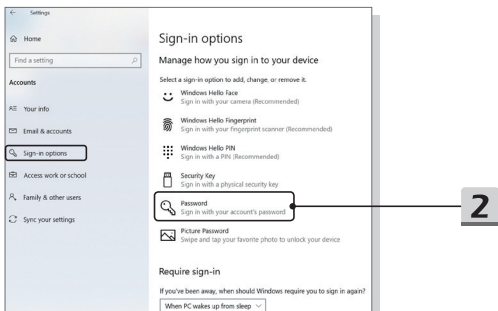 Settings
Home
Find a setting
Accounts
Your info
Email & accounts
Sign-in options
Access work or school
Family & other users
Sync your settings
Sign-in options
Manage how you sign in to your device
Select a sign-in option to add, change, or remove it.
Windows Hello Face
Sign in with your camera (Recommended)
Windows Hello Fingerprint
Sign in with your fingerprint scanner (Recommended)
Windows Hello PIN
Sign in with a PIN (Recommended)
Security Key
Sign in with a physical security key
Password
Sign in with your account's password
Picture Password
Swipe and tap your favorite photo to unlock your device
Require sign-in
If you've been away, when should Windows require you to sign in again?
When PC wakes up from sleep
2